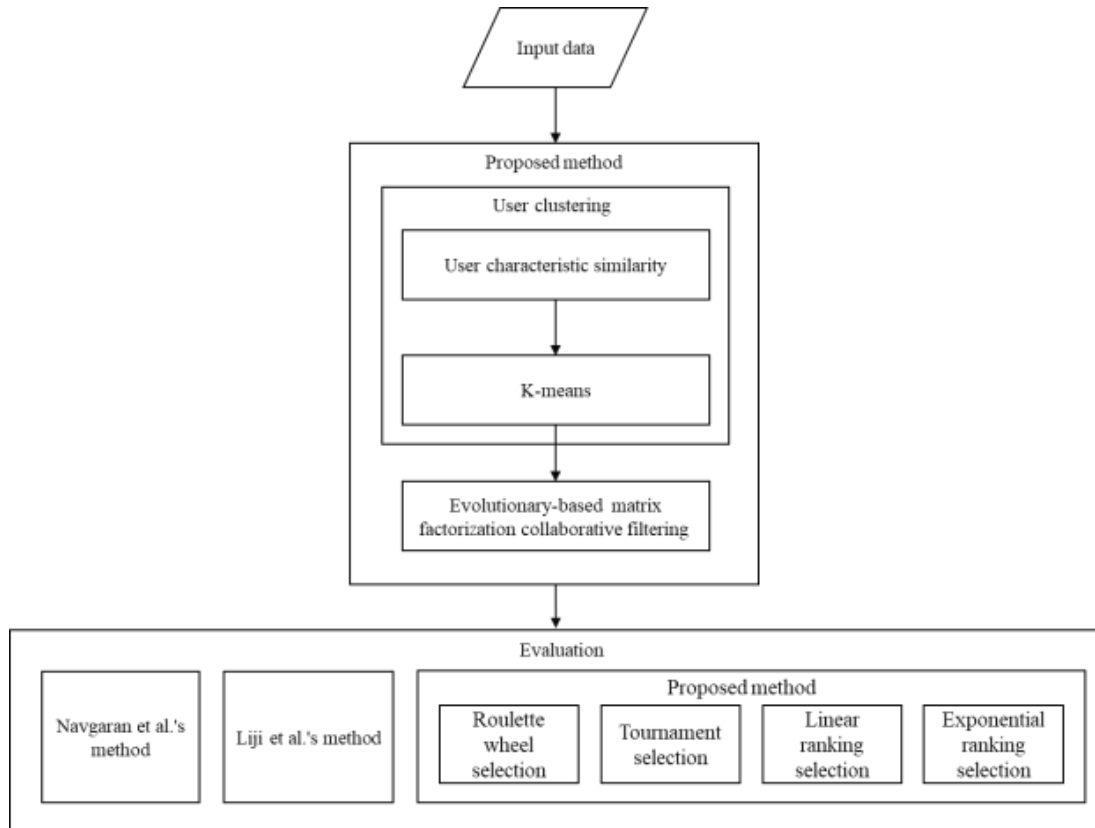 Input data
Proposed method
User clustering
User characteristic similarity
K-means
Evolutionary-based matrix
factorization collaborative filtering
Evaluation
Navgaran et al.'s
method
Liji et al.'s method
Proposed method
Roulette
wheel
selection
Tournament
selection
Linear
ranking
selection
Exponential
ranking
selection